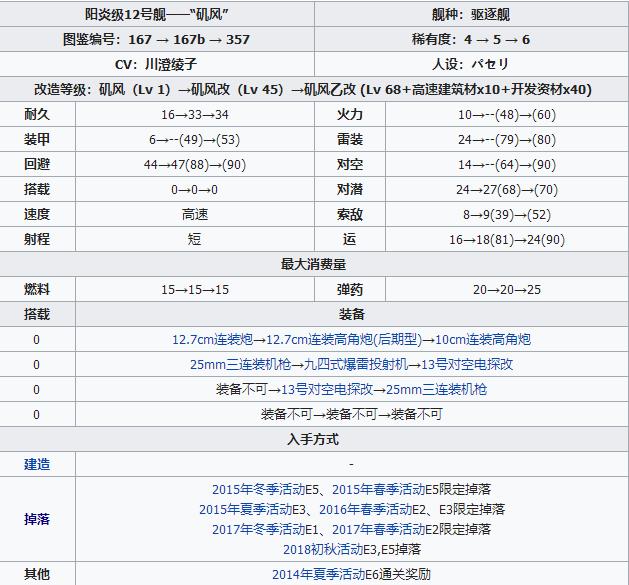 阳炎级12号舰——“矶风” 舰种：驱逐舰
图鉴编号：167 → 167b → 357 稀有度：4 → 5 → 6
CV：川澄绫子 人设：パセリ
改造等级：矶风（Lv 1）→矶风改（Lv 45）→矶风乙改 (Lv 68+高速建筑材x10+开发资材x40)
耐久 16→33→34 火力 10→--(48)→(60)
装甲 6→--(49)→(53) 雷装 24→--(79)→(80)
回避 44→47(88)→(90) 对空 14→--(64)→(90)
搭载 0→0→0 对潜 24→27(68)→(70)
速度 高速 索敌 8→9(39)→(52)
射程 短 运 16→18(81)→24(90)
最大消费量
燃料 15→15→15 弹药 20→20→25
搭载 装备
0 12.7cm连装炮→12.7cm连装高角炮(后期型)→10cm连装高角炮
0 25mm三连装机枪→九四式爆雷投射机→13号对空电探改
0 装备不可→13号对空电探改→25mm三连装机枪
0 装备不可→装备不可→装备不可
入手方式
建造 -
掉落 2015年冬季活动E5、2015年春季活动E5限定掉落
2015年夏季活动E3、2016年春季活动E2、E3限定掉落
2017年冬季活动E1、2017年春季活动E2限定掉落
2018初秋活动E3,E5掉落
其他 2014年夏季活动E6通关奖励